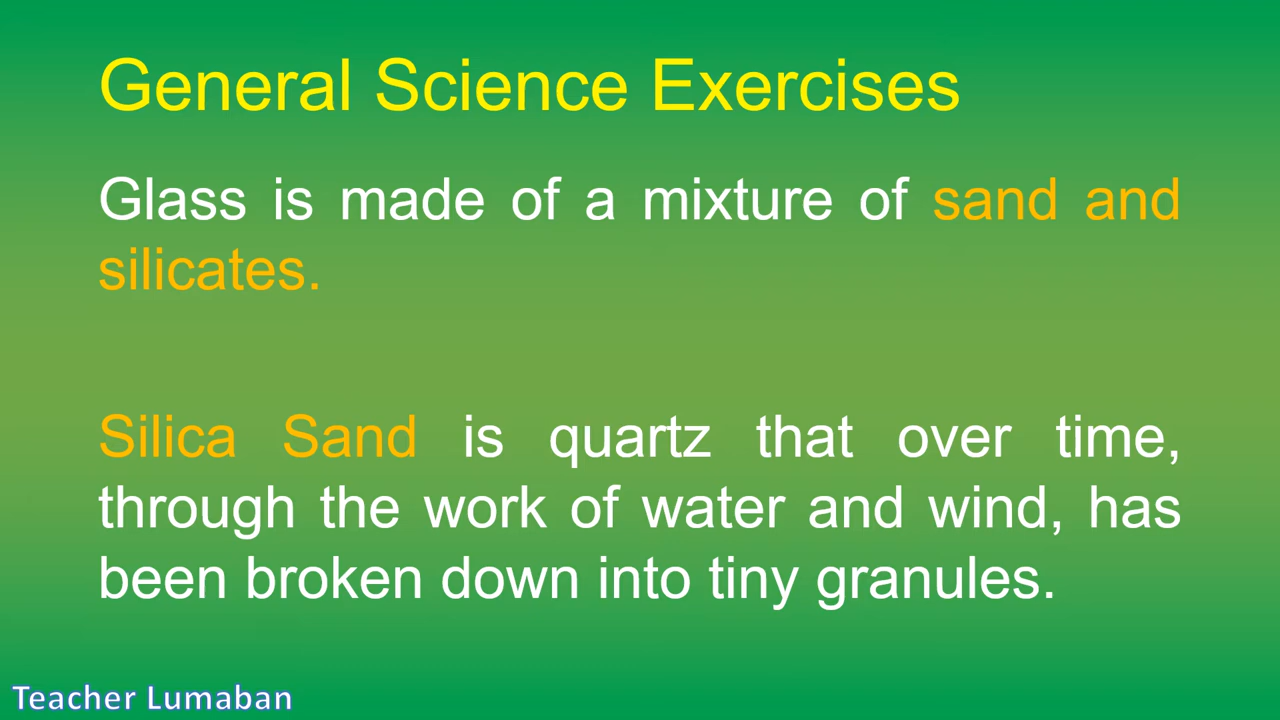 General Science Exercises
Glass is made of a mixture of sand and
silicates.
Silica Sand is quartz that over time,
through the work of water and wind, has
been broken down into tiny granules.
Teacher Lumaban